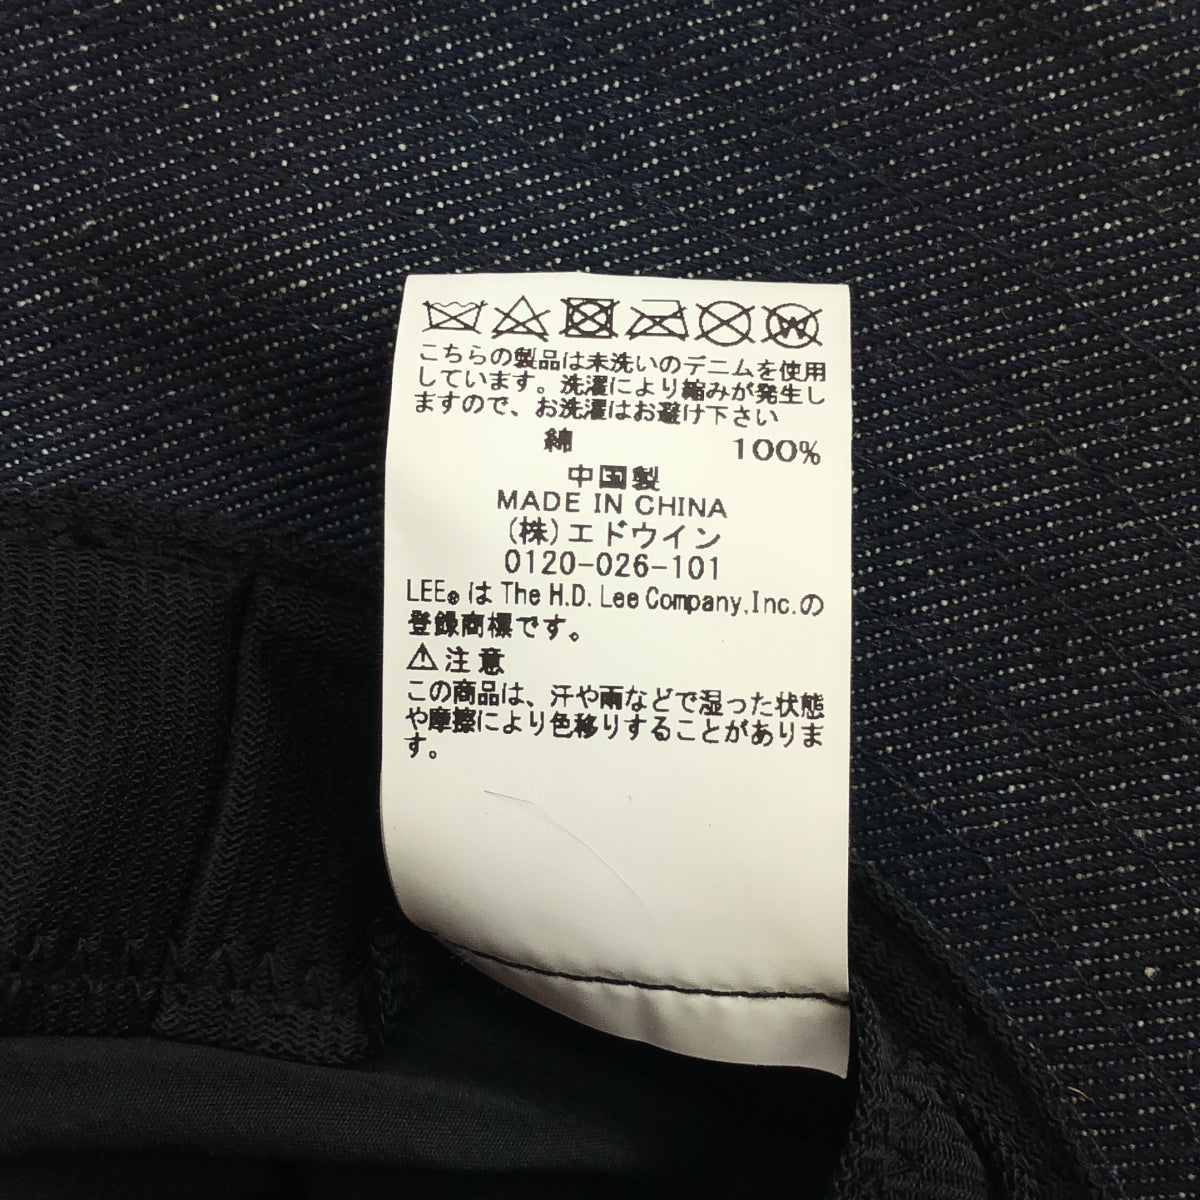 こちらの製品は未洗いのデニムを使用
しています。洗濯により縮みが発生し
ますので、お洗濯はお避け下さい
綿 100%
中国製
MADE IN CHINA
(株)エドウイン
0120-026-101
LEE®は The H.D. Lee Company,Inc.の
登録商標です。
⚠注意
この商品は、汗や雨などで湿った状態
や摩擦により色移りすることがありま
す。